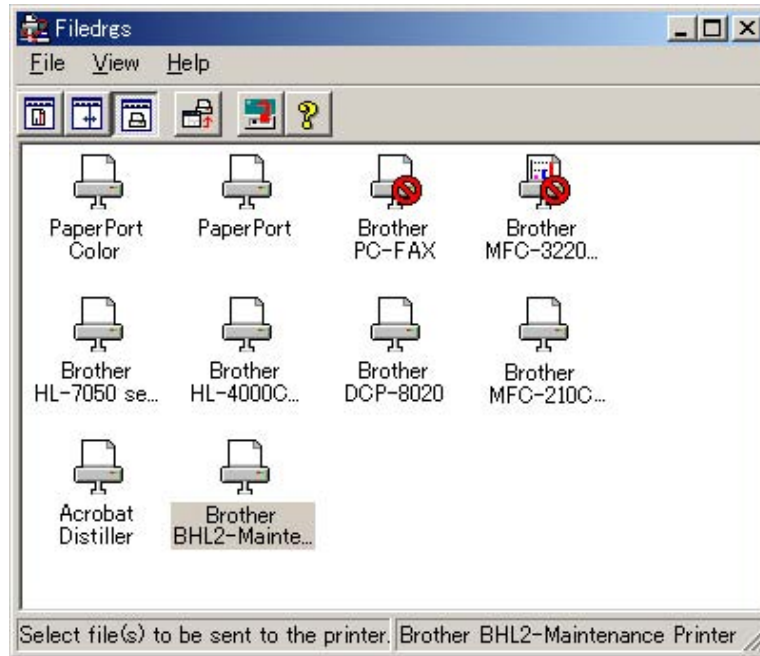 Filedrgs
File View Help
PaperPort
Color
PaperPort
Brother
PC-FAX
Brother
MFC-3220...
Brother
HL-7050 se...
Brother
HL-4000C...
Brother
DCP-8020
Brother
MFC-210C...
Acrobat
Distiller
Brother
BHL2-Mainte...
Select file(s) to be sent to the printer. Brother BHL2-Maintenance Printer